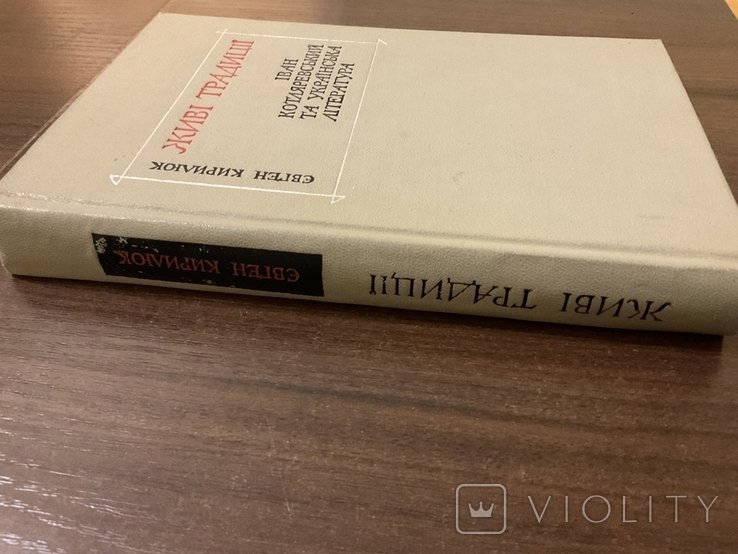 ЖИВІ ТРАДИЦІЇ
ІВАН
КОТЛЯРЕВСЬКИЙ
ТА УКРАЇНСЬКА
ЛІТЕРАТУРА
ЄВГЕН КИРИЛЮК
ЄВГЕН КИРИЛЮК
ЖИВІ ТРАДИЦІЇ
VIOLITY